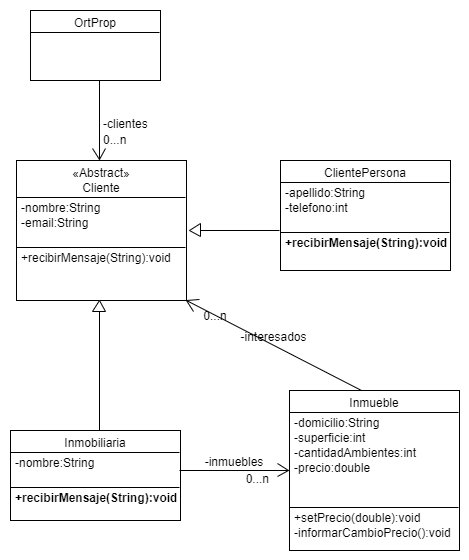 OrtProp
-clientes
0...n
«Abstract»
Cliente
-nombre:String
-email:String
+recibirMensaje(String):void
ClientePersona
-apellido:String
-telefono:int
+recibirMensaje(String):void
0...n
-interesados
Inmobiliaria
-nombre:String
+recibirMensaje(String):void
-inmuebles
0...n
Inmueble
-domicilio:String
-superficie:int
-cantidadAmbientes:int
-precio:double
+setPrecio(double):void
-informarCambioPrecio():void